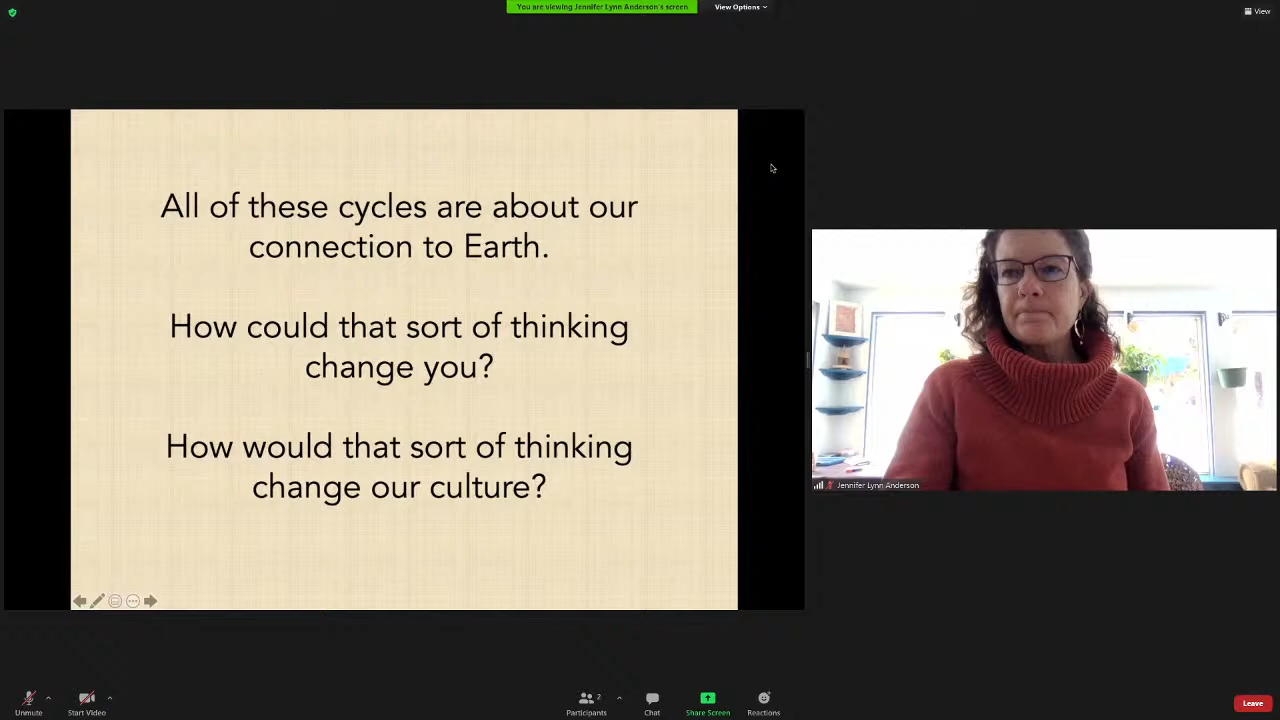 You are viewing Jennifer Lynn Anderson's screen
View Options
View
All of these cycles are about our
connection to Earth.
How could that sort of thinking
change you?
How would that sort of thinking
change our culture?
Jennifer Lynn Anderson
Unmute
Start Video
2
Participants
Chat
Share Screen
Reactions
Leave